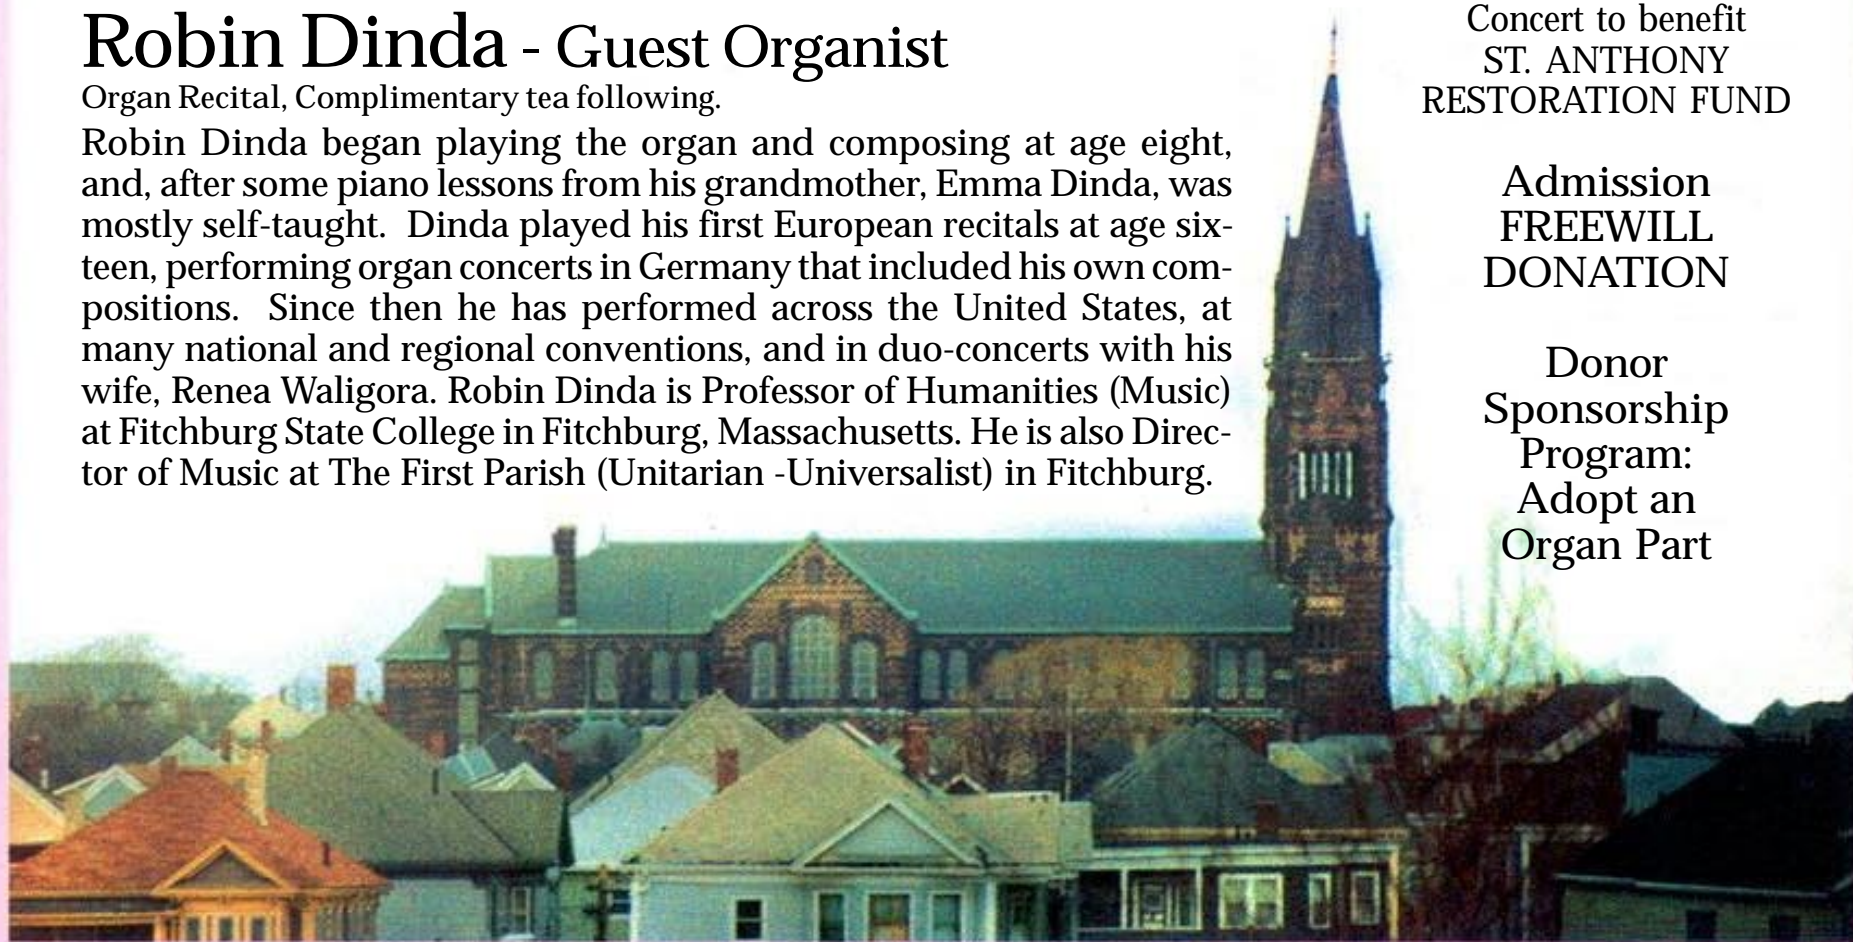 Robin Dinda - Guest Organist
Organ Recital, Complimentary tea following.
Robin Dinda began playing the organ and composing at age eight,
and, after some piano lessons from his grandmother, Emma Dinda, was
mostly self-taught. Dinda played his first European recitals at age six-
teen, performing organ concerts in Germany that included his own com-
positions. Since then he has performed across the United States, at
many national and regional conventions, and in duo-concerts with his
wife, Renea Waligora. Robin Dinda is Professor of Humanities (Music)
at Fitchburg State College in Fitchburg, Massachusetts. He is also Direc-
tor of Music at The First Parish (Unitarian -Universalist) in Fitchburg.
Concert to benefit
ST. ANTHONY
RESTORATION FUND
Admission
FREEWILL
DONATION
Donor
Sponsorship
Program:
Adopt an
Organ Part